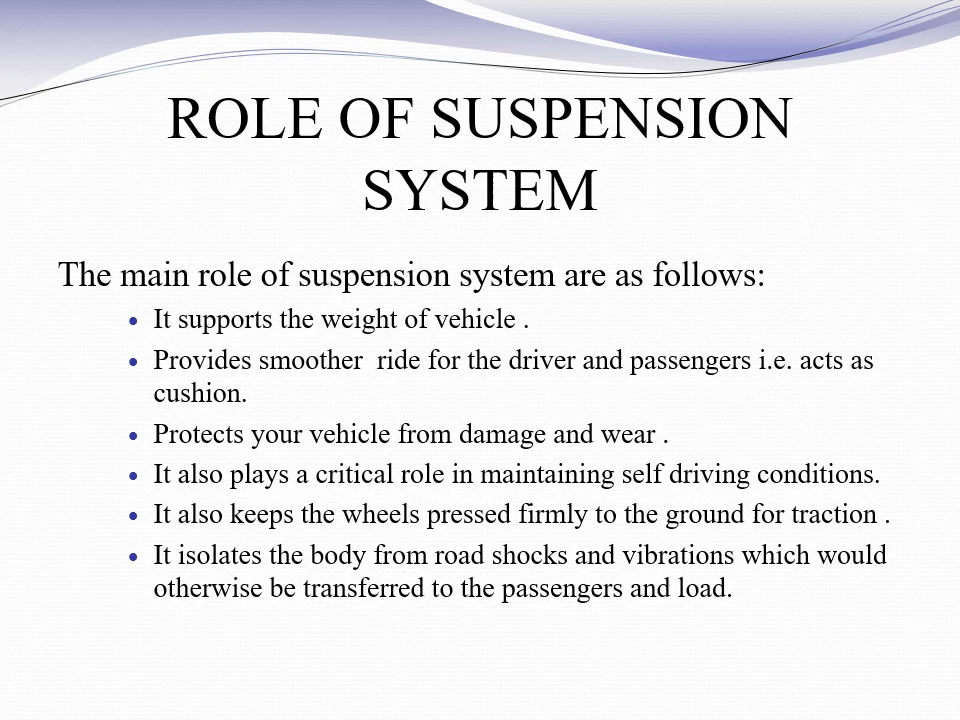 ROLE OF SUSPENSION
SYSTEM
The main role of suspension system are as follows:
• It supports the weight of vehicle .
• Provides smoother  ride for the driver and passengers i.e. acts as
cushion.
• Protects your vehicle from damage and wear .
• It also plays a critical role in maintaining self driving conditions.
• It also keeps the wheels pressed firmly to the ground for traction .
• It isolates the body from road shocks and vibrations which would
otherwise be transferred to the passengers and load.